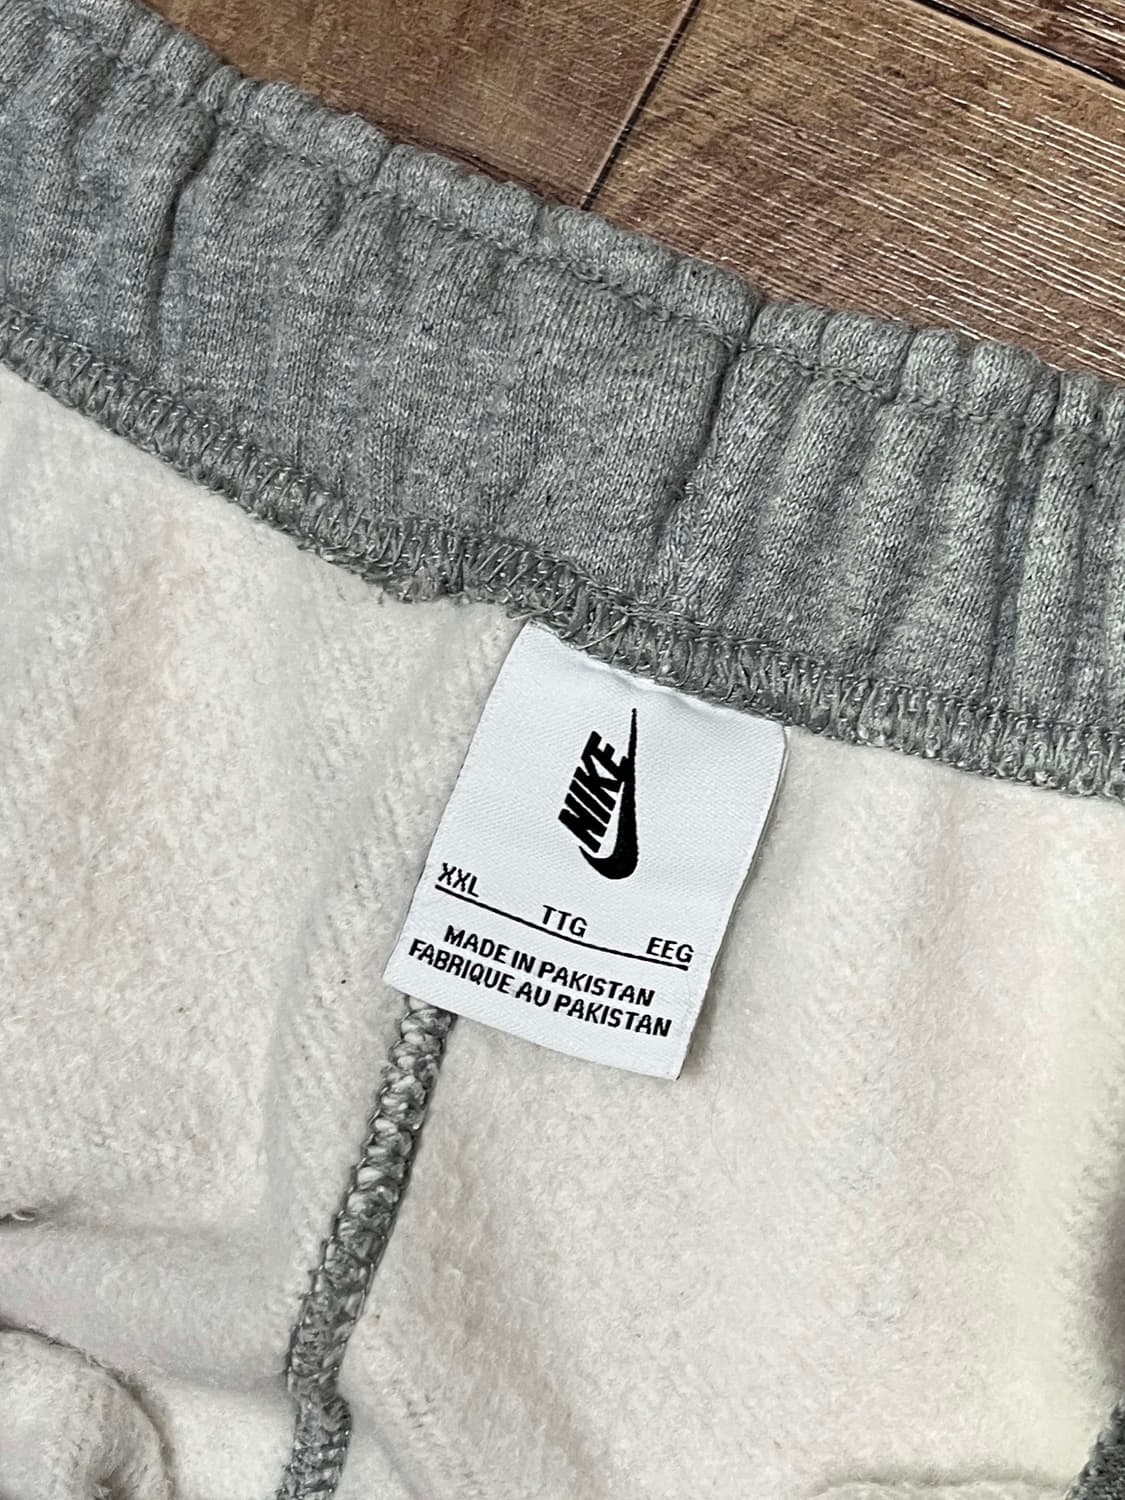 NIKE
XXL TTG EEG
MADE IN PAKISTAN
FABRIQUE AU PAKISTAN